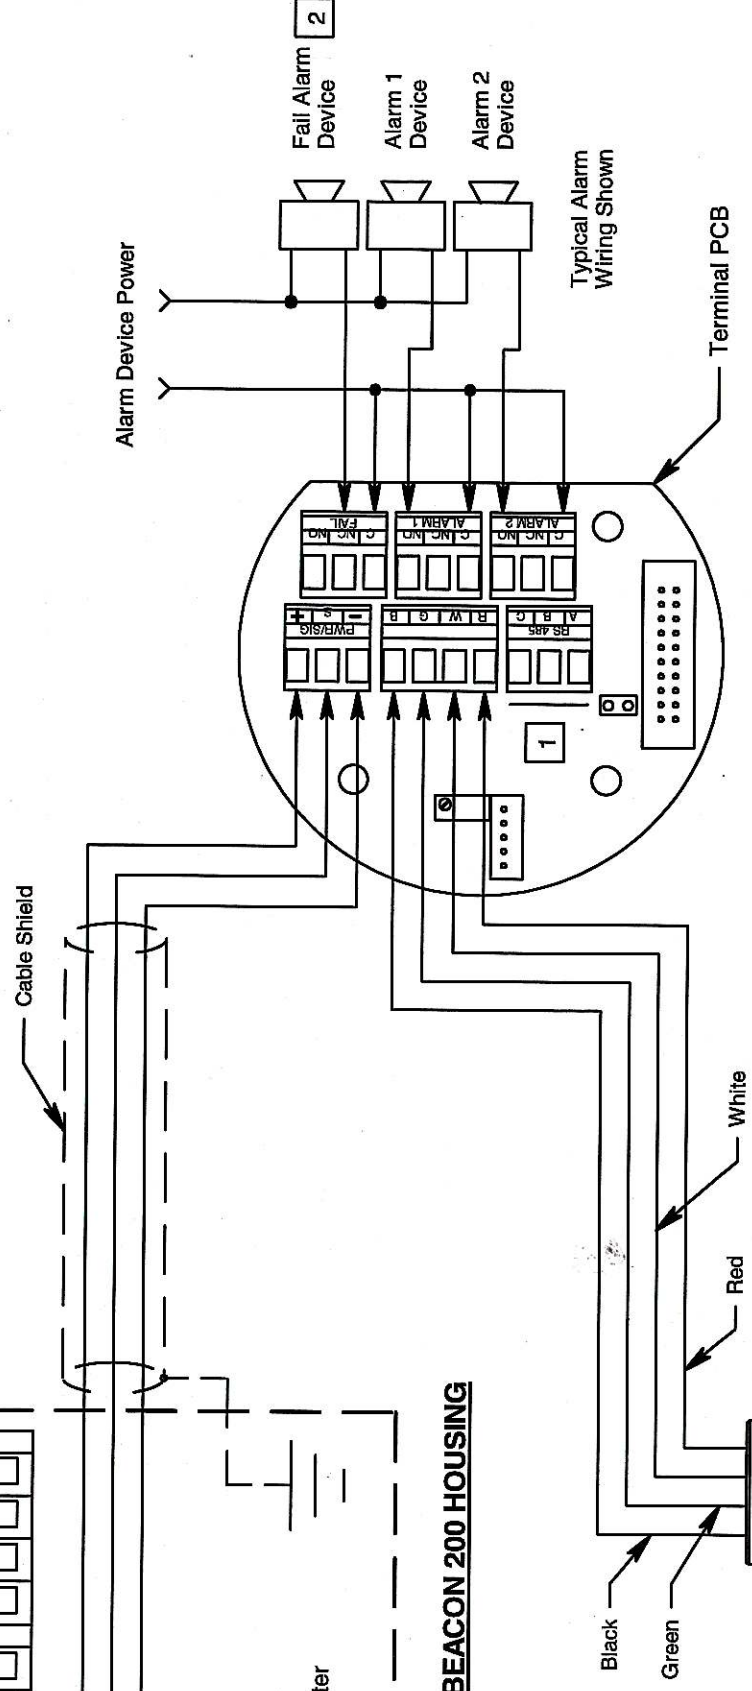 2
Fail Alarm
Device
Alarm 1
Device
Alarm 2
Device
Typical Alarm
Wiring Shown
Alarm Device Power
Terminal PCB
FAIL
NO NC C
ALARM 1
NO NC C
ALARM 2
NO NC C
+ S −
PWR/SIG
B G W R
C B A
RS 485
1
Cable Shield
White
Red
Black
Green
BEACON 200 HOUSING
ter